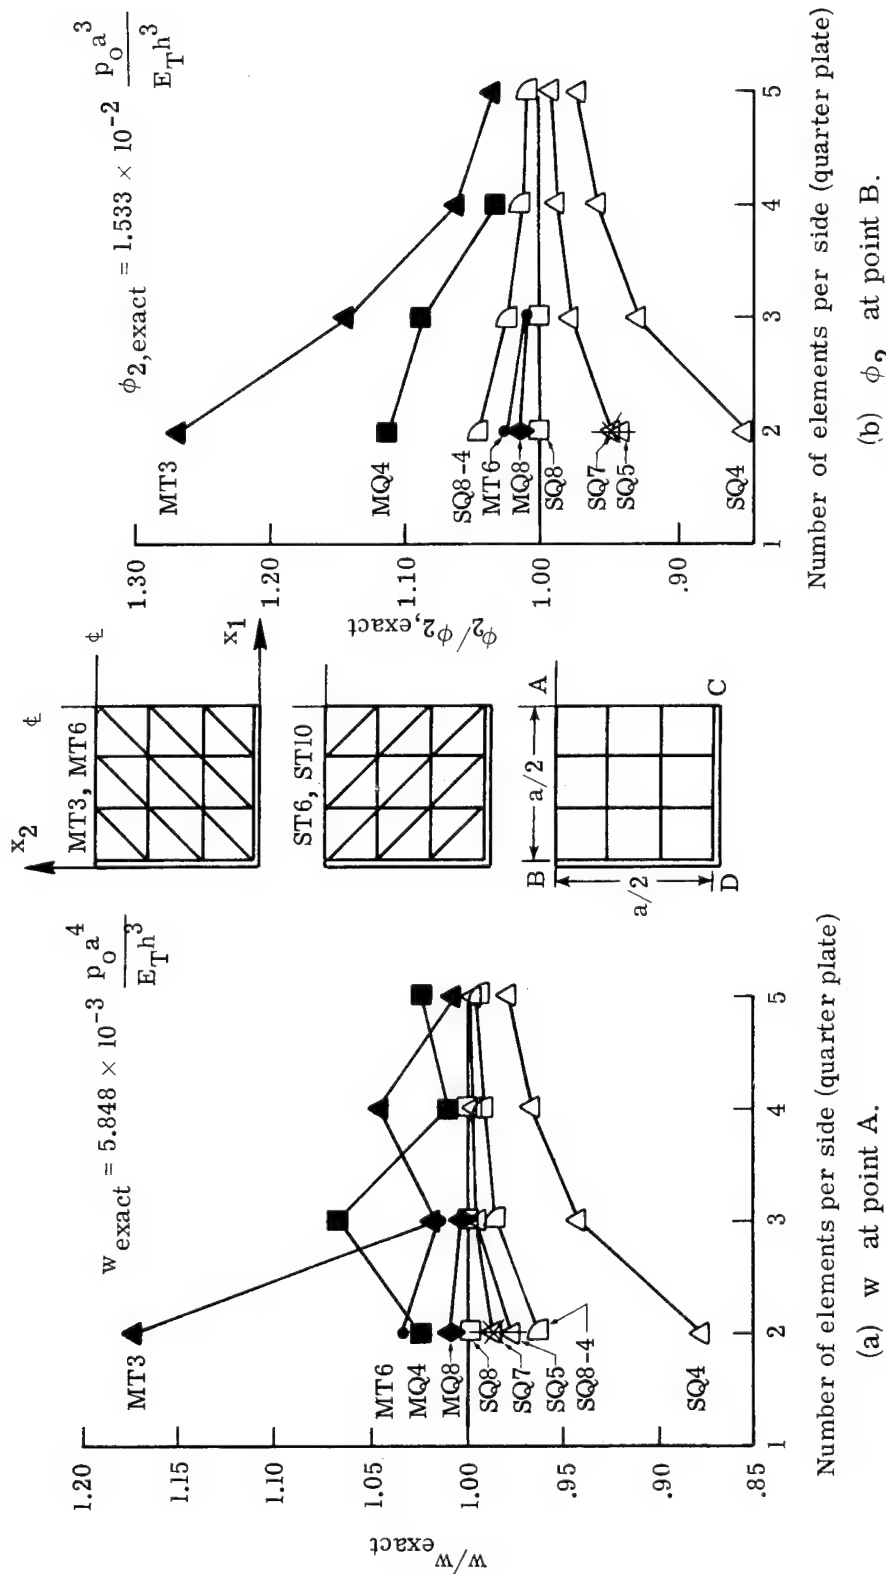 w_exact = 5.848 × 10^-3 p_o a^4 / E_T h^3
w/w_exact
1.20
1.15
1.10
1.05
1.00
.95
.90
.85
MT3
MT6
MQ4
MQ8
SQ8
SQ7
SQ5
SQ8-4
SQ4
1 2 3 4 5
Number of elements per side (quarter plate)
(a) w at point A.
x_2
MT3, MT6
℄
℄
x_1
ST6, ST10
B
a/2
A
a/2
D
C
ϕ_2,exact = 1.533 × 10^-2 p_o a^3 / E_T h^3
ϕ_2/ϕ_2,exact
1.30
1.20
1.10
1.00
.90
MT3
MQ4
SQ8-4
MT6
MQ8
SQ8
SQ7
SQ5
SQ4
1 2 3 4 5
Number of elements per side (quarter plate)
(b) ϕ_2 at point B.